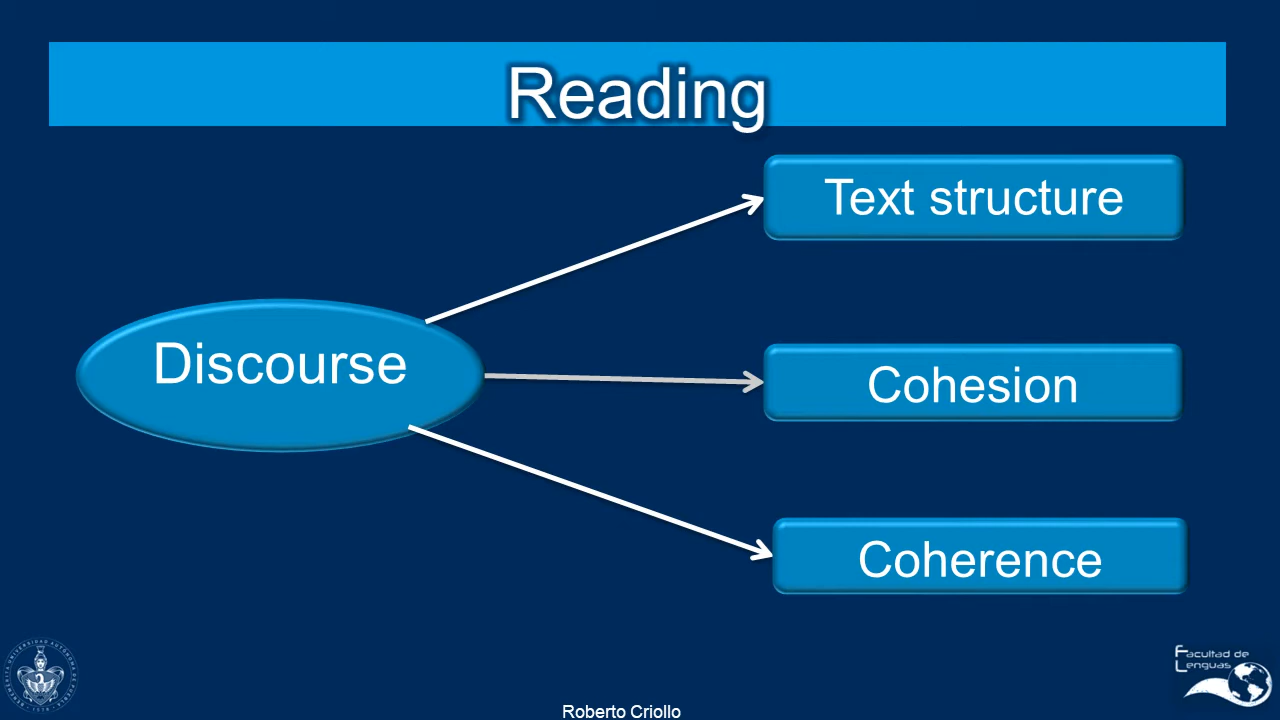 Reading
Text structure
Discourse
Cohesion
Coherence
Facultad de
Lenguas
Roberto Criollo